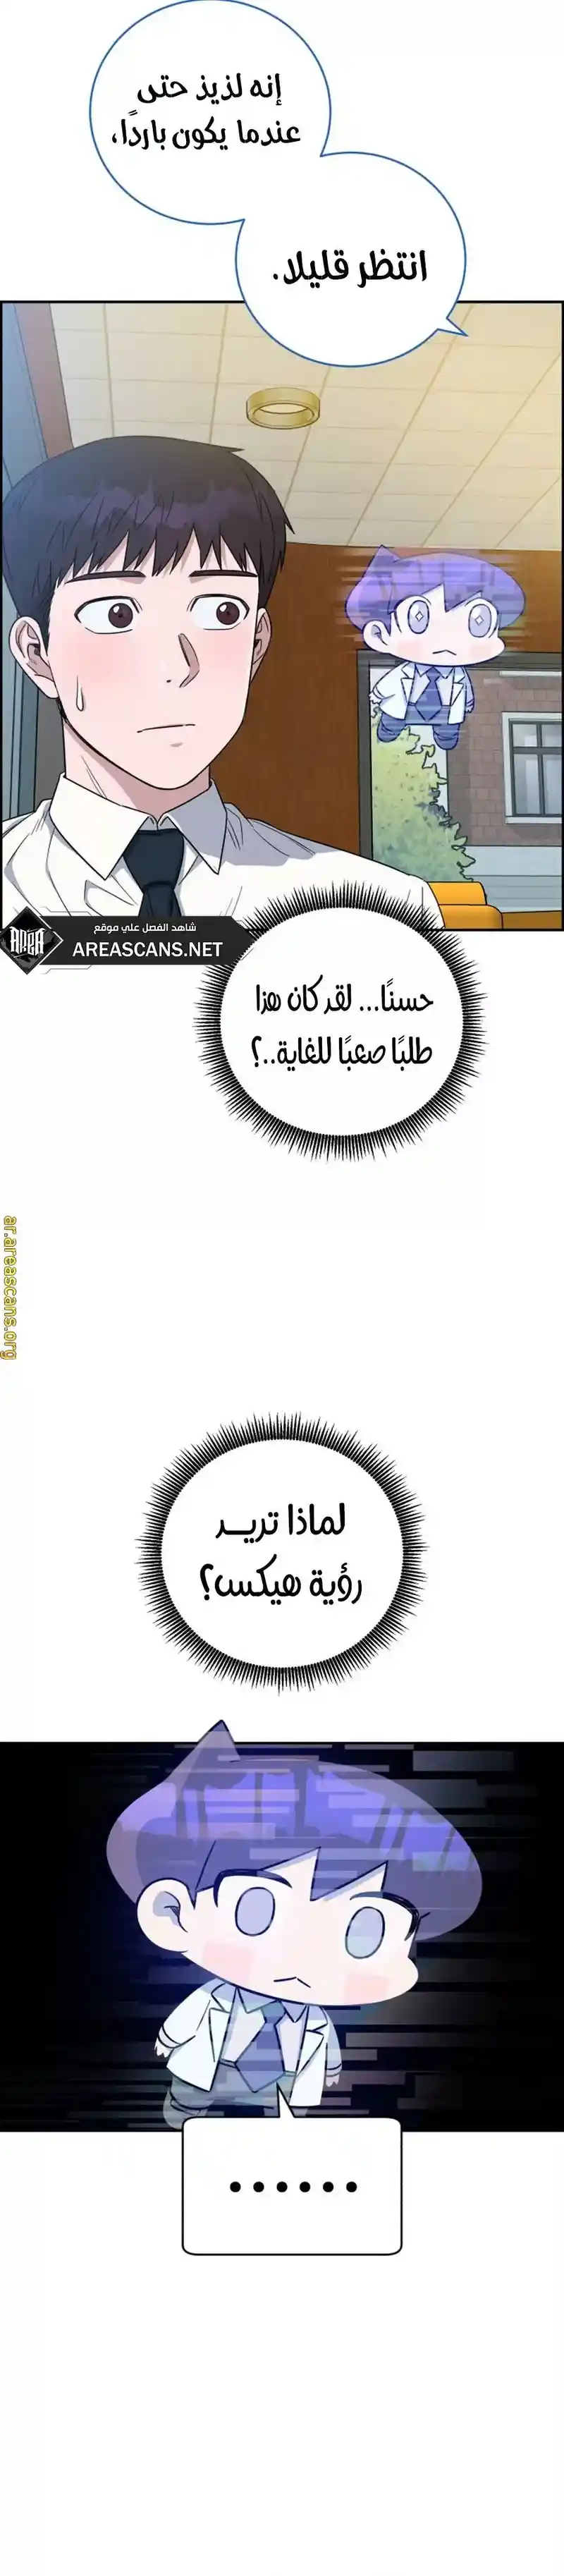 إنه لذيذ حتى
عندما يكون باردًا،
انتظر قليلا.
شاهد الفصل علي موقع
AREASCANS.NET
AREA
حسنًا... لقد كان هذا
طلبًا صعبًا للغاية..؟
ar.areascans.org
لماذا تريـد
رؤية هيكس؟
......